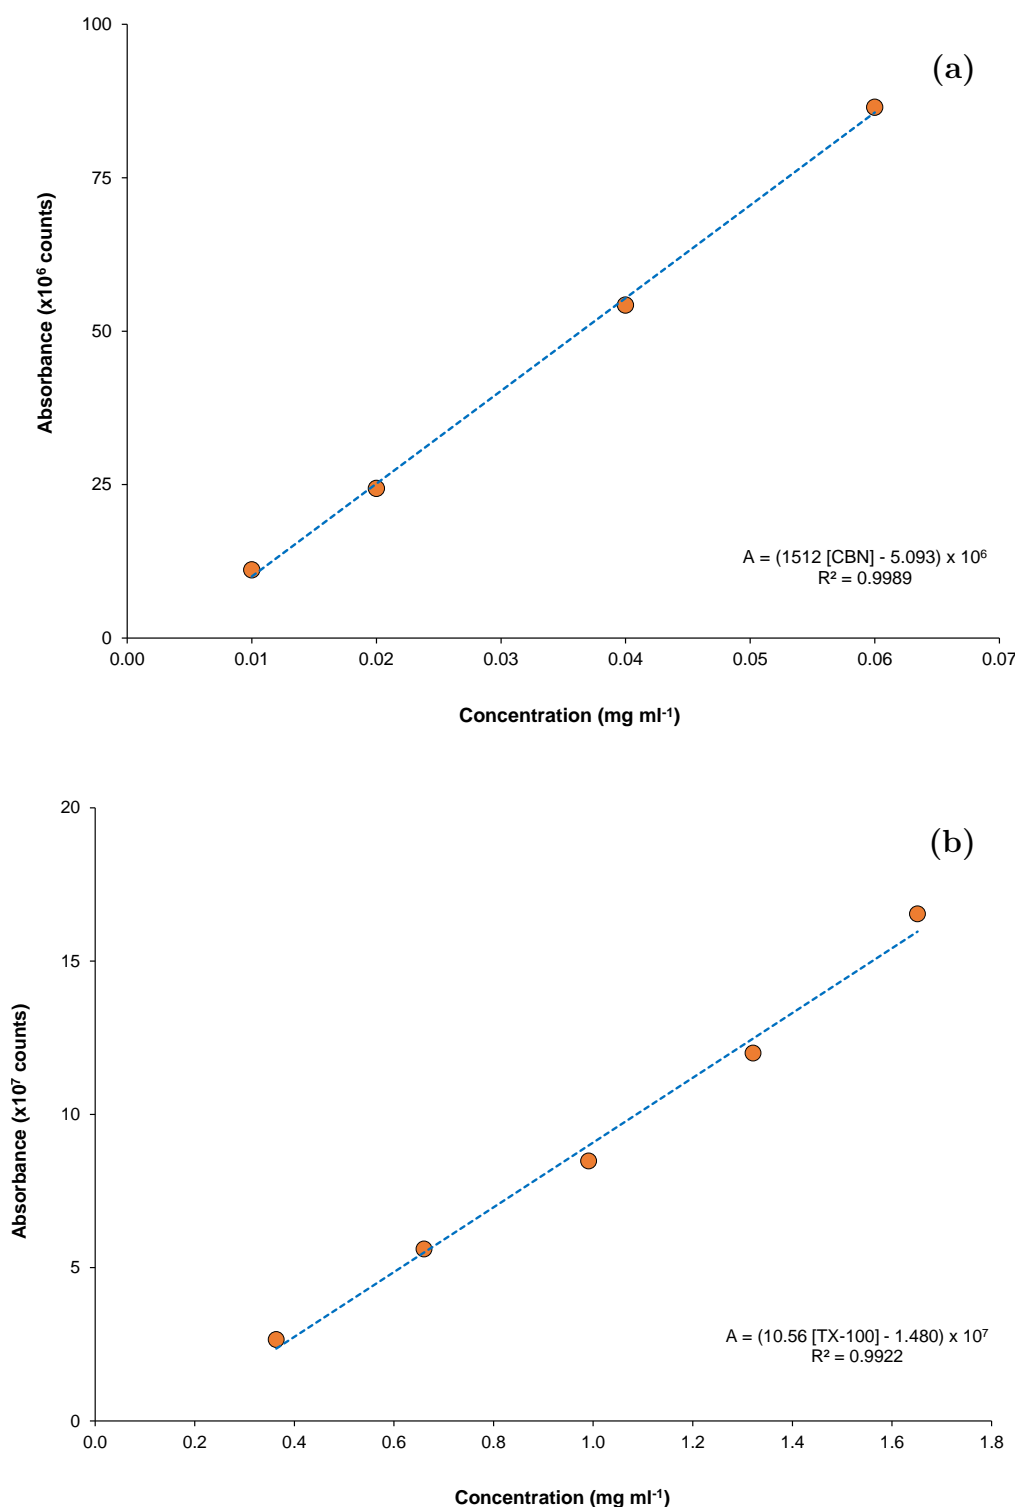 (a)
100
75
50
25
0
Absorbance (x10⁶ counts)
A = (1512 [CBN] - 5.093) x 10⁶
R² = 0.9989
0.00 0.01 0.02 0.03 0.04 0.05 0.06 0.07
Concentration (mg ml⁻¹)
(b)
20
15
10
5
0
Absorbance (x10⁷ counts)
A = (10.56 [TX-100] - 1.480) x 10⁷
R² = 0.9922
0.0 0.2 0.4 0.6 0.8 1.0 1.2 1.4 1.6 1.8
Concentration (mg ml⁻¹)